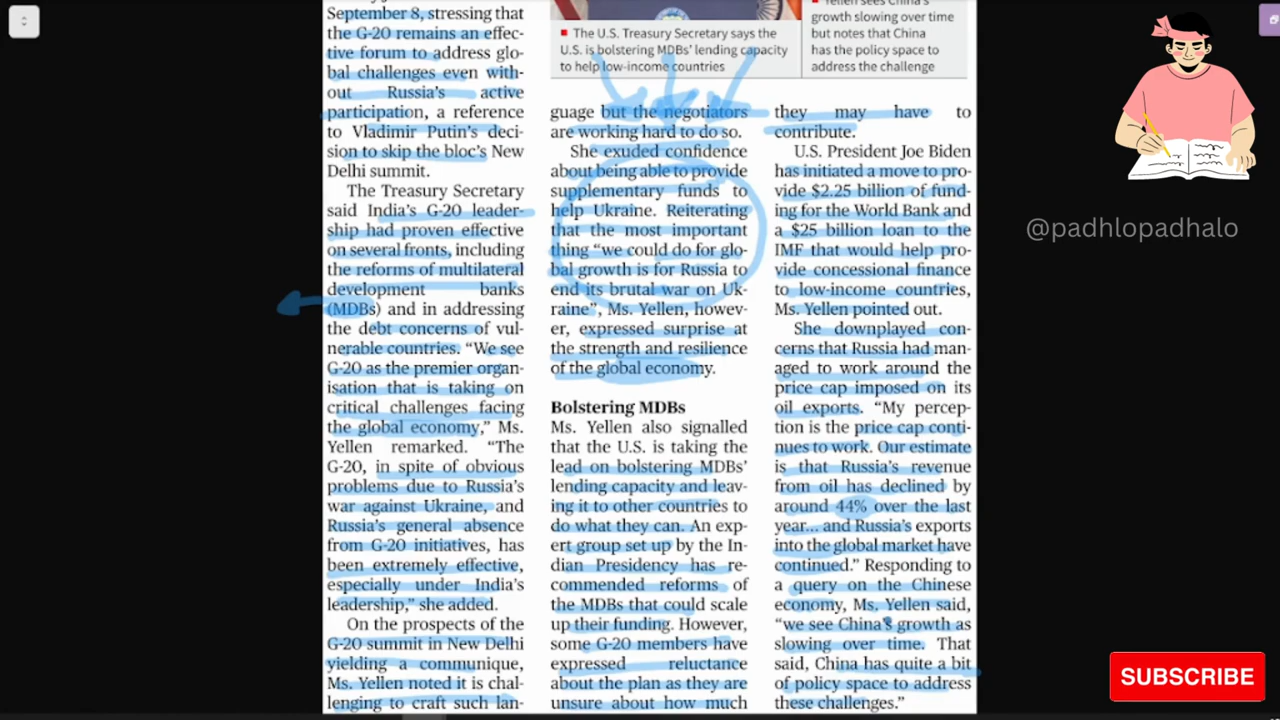 September 8, stressing that
the G-20 remains an effec-
tive forum to address glo-
bal challenges even with-
out Russia's active
participation, a reference
to Vladimir Putin's deci-
sion to skip the bloc's New
Delhi summit.
The Treasury Secretary
said India's G-20 leader-
ship had proven effective
on several fronts, including
the reforms of multilateral
development banks
(MDBs) and in addressing
the debt concerns of vul-
nerable countries. “We see
G-20 as the premier organ-
isation that is taking on
critical challenges facing
the global economy,” Ms.
Yellen remarked. “The
G-20, in spite of obvious
problems due to Russia's
war against Ukraine, and
Russia's general absence
from G-20 initiatives, has
been extremely effective,
especially under India's
leadership,” she added.
On the prospects of the
G-20 summit in New Delhi
yielding a communique,
Ms. Yellen noted it is chal-
lenging to craft such lan-
The U.S. Treasury Secretary says the
U.S. is bolstering MDBs' lending capacity
to help low-income countries
growth slowing over time
but notes that China
has the policy space to
address the challenge
guage but the negotiators
are working hard to do so.
She exuded confidence
about being able to provide
supplementary funds to
help Ukraine. Reiterating
that the most important
thing “we could do for glo-
bal growth is for Russia to
end its brutal war on Uk-
raine”, Ms. Yellen, howev-
er, expressed surprise at
the strength and resilience
of the global economy.
Bolstering MDBs
Ms. Yellen also signalled
that the U.S. is taking the
lead on bolstering MDBs'
lending capacity and leav-
ing it to other countries to
do what they can. An exp-
ert group set up by the In-
dian Presidency has re-
commended reforms of
the MDBs that could scale
up their funding. However,
some G-20 members have
expressed reluctance
about the plan as they are
unsure about how much
they may have to
contribute.
U.S. President Joe Biden
has initiated a move to pro-
vide $2.25 billion of fund-
ing for the World Bank and
a $25 billion loan to the
IMF that would help pro-
vide concessional finance
to low-income countries,
Ms. Yellen pointed out.
She downplayed con-
cerns that Russia had man-
aged to work around the
price cap imposed on its
oil exports. “My percep-
tion is the price cap conti-
nues to work. Our estimate
is that Russia's revenue
from oil has declined by
around 44% over the last
year... and Russia's exports
into the global market have
continued.” Responding to
a query on the Chinese
economy, Ms. Yellen said,
“we see China's growth as
slowing over time. That
said, China has quite a bit
of policy space to address
these challenges.”
@padhlopadhalo
SUBSCRIBE